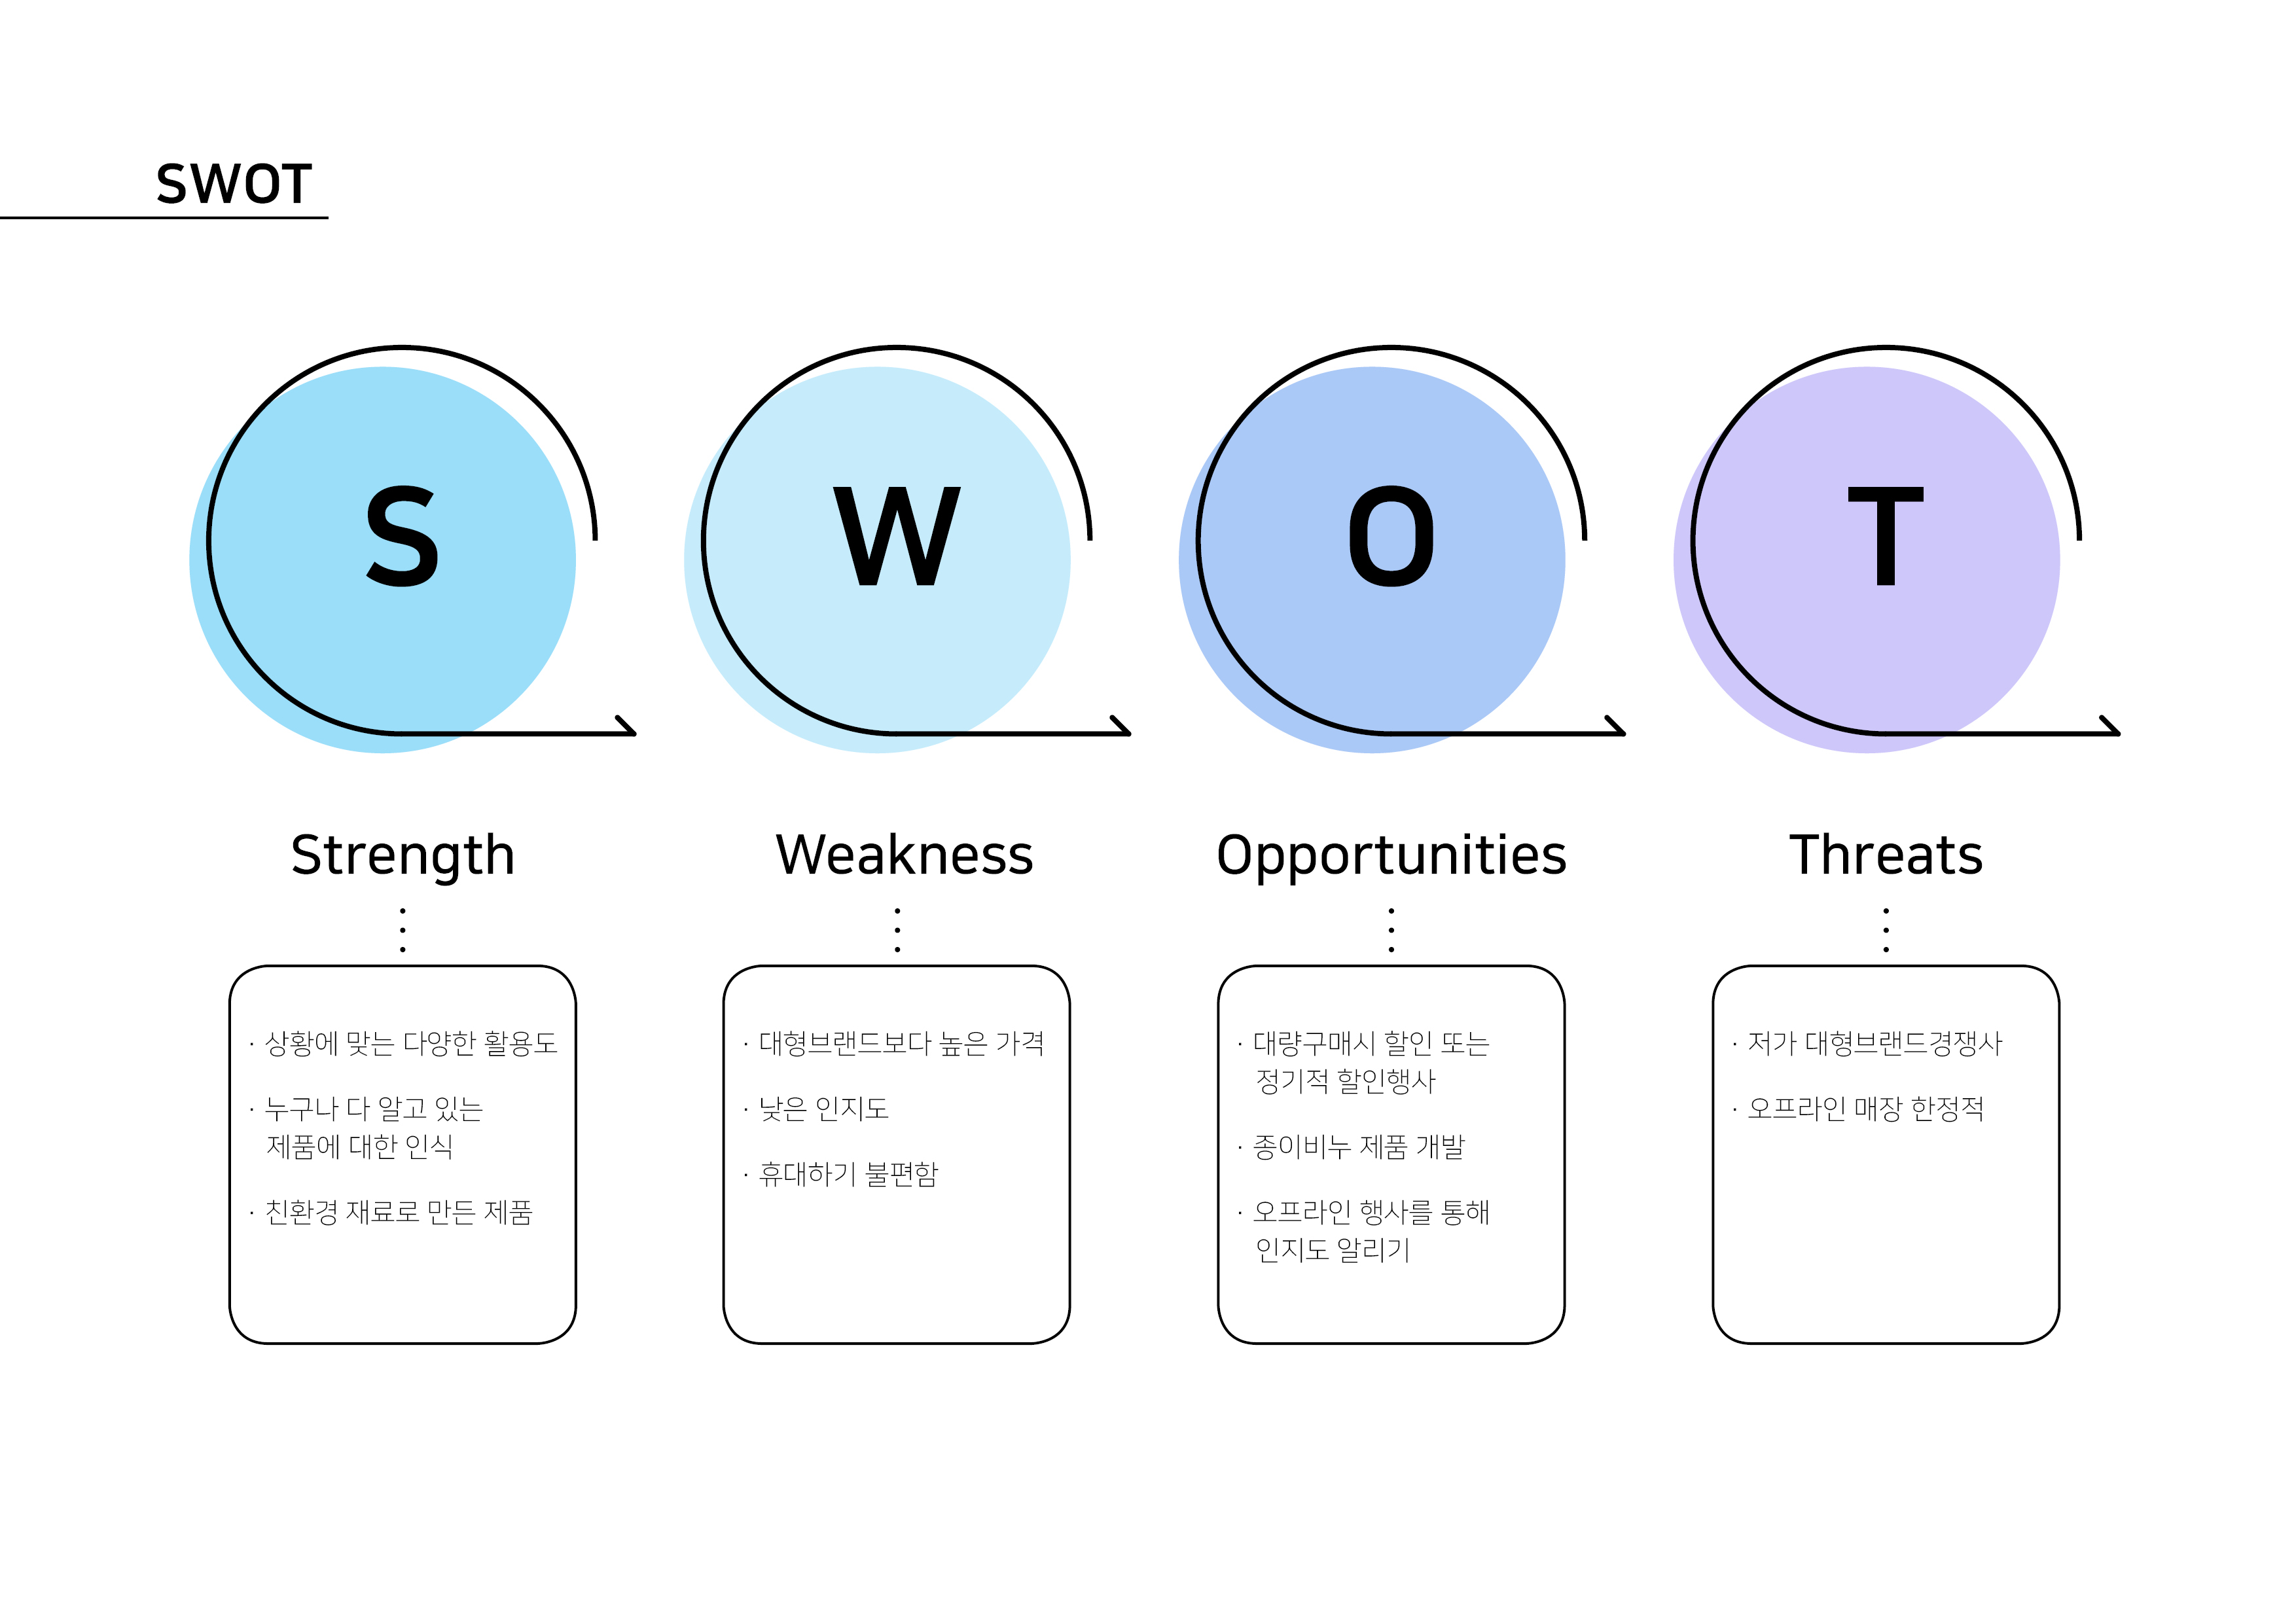 SWOT
S
W
O
T
Strength
Weakness
Opportunities
Threats
· 상황에 맞는 다양한 활용도
· 누구나 다 알고 있는
제품에 대한 인식
· 친환경 재료로 만든 제품
· 대형브랜드보다 높은 가격
· 낮은 인지도
· 휴대하기 불편함
· 대량구매시 할인 또는
정기적 할인행사
· 종이비누 제품 개발
· 오프라인 행사를 통해
인지도 알리기
· 저가 대형브랜드경쟁사
· 오프라인 매장 한정적